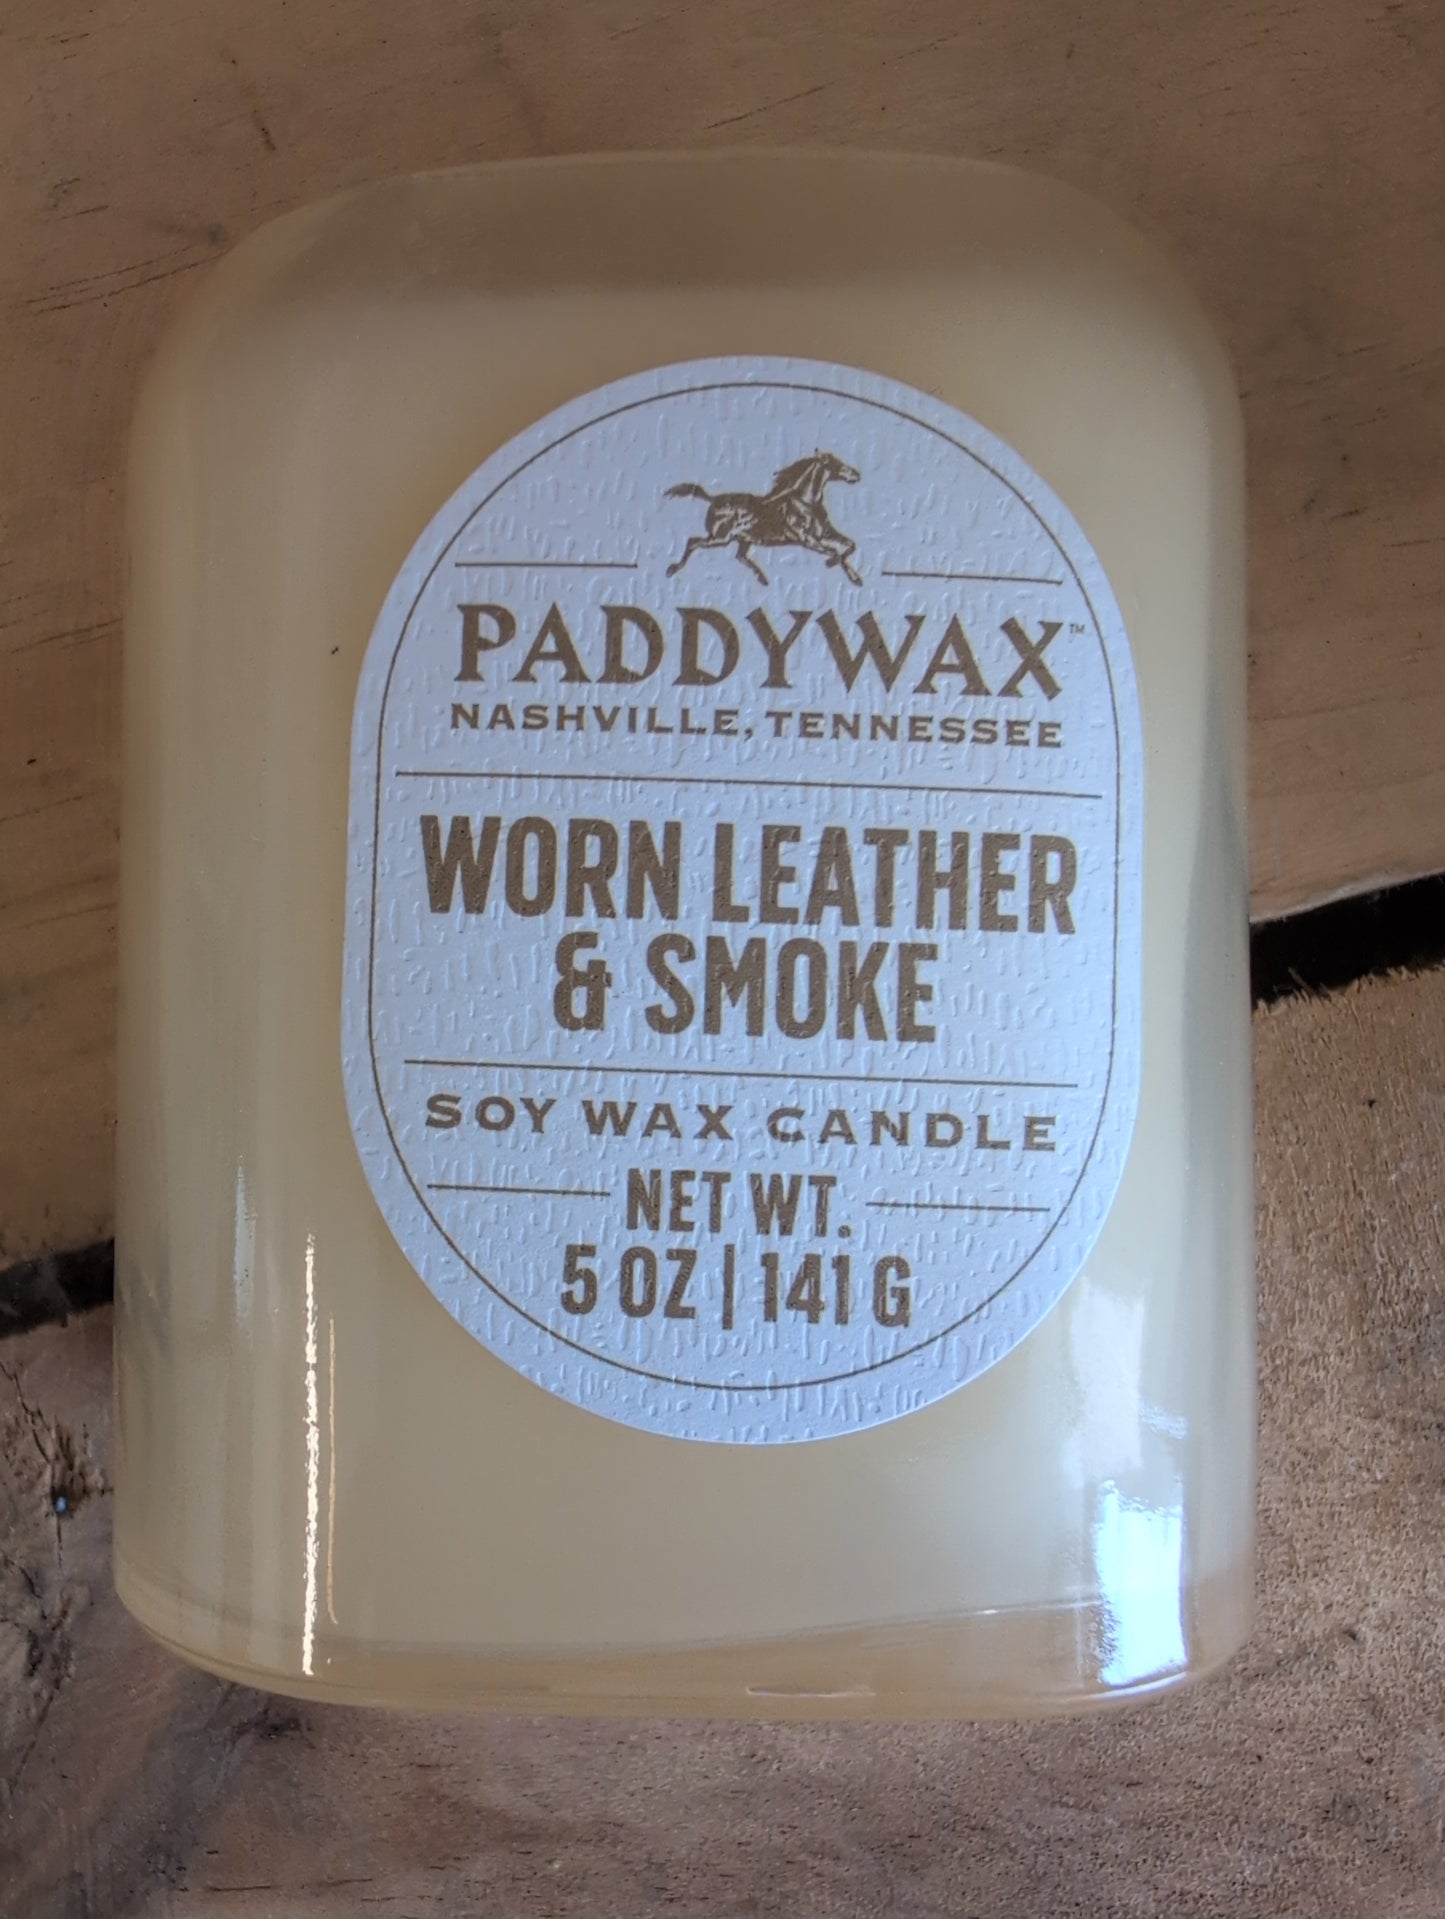 PADDYWAX™
NASHVILLE, TENNESSEE
WORN LEATHER
& SMOKE
SOY WAX CANDLE
NET WT.
5 OZ | 141 G